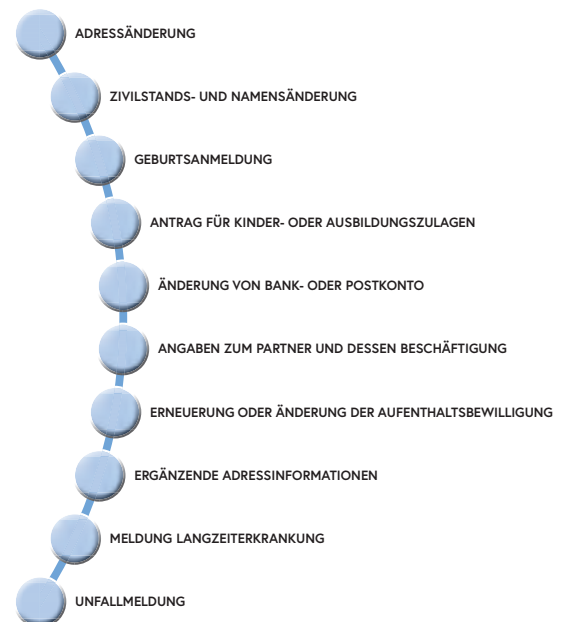 ADRESSÄNDERUNG
ZIVILSTANDS- UND NAMENSÄNDERUNG
GEBURTSANMELDUNG
ANTRAG FÜR KINDER- ODER AUSBILDUNGSZULAGEN
ÄNDERUNG VON BANK- ODER POSTKONTO
ANGABEN ZUM PARTNER UND DESSEN BESCHÄFTIGUNG
ERNEUERUNG ODER ÄNDERUNG DER AUFENTHALTSBEWILLIGUNG
ERGÄNZENDE ADRESSINFORMATIONEN
MELDUNG LANGZEITERKRANKUNG
UNFALLMELDUNG